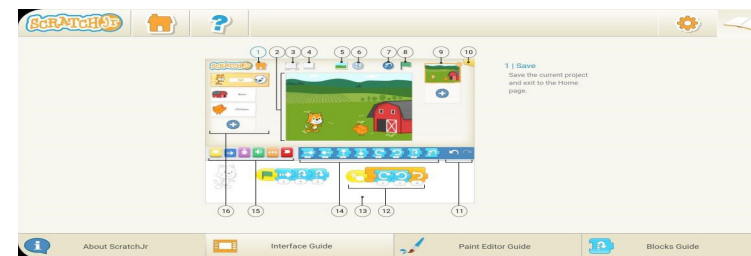 SCRATCHJR
?
1 2 3 4 5 6 7 8 9 10
1 | Save
Save the current project
and exit to the Home
page.
SCRATCHJR
16 15 14 13 12 11
About ScratchJr
Interface Guide
Paint Editor Guide
Blocks Guide